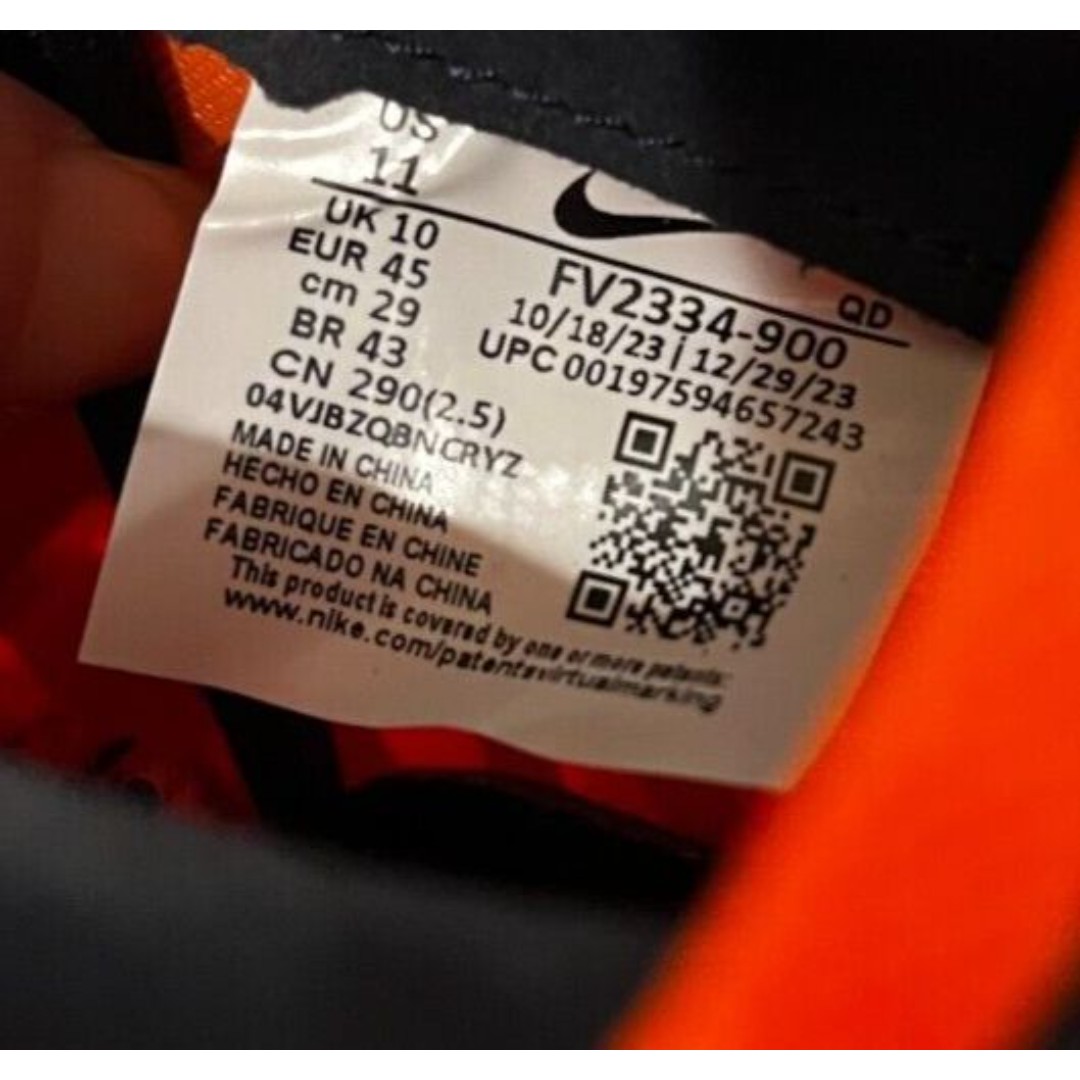 US
11
UK 10
EUR 45
cm 29
BR 43
CN 290(2.5)
04VJBZQBNCRYZ
MADE IN CHINA
HECHO EN CHINA
FABRIQUE EN CHINE
FABRICADO NA CHINA
This product is covered by one or more patents:
www.nike.com/patentsvirtualmarking
QD
FV2334-900
10/18/23 | 12/29/23
UPC 00197594657243